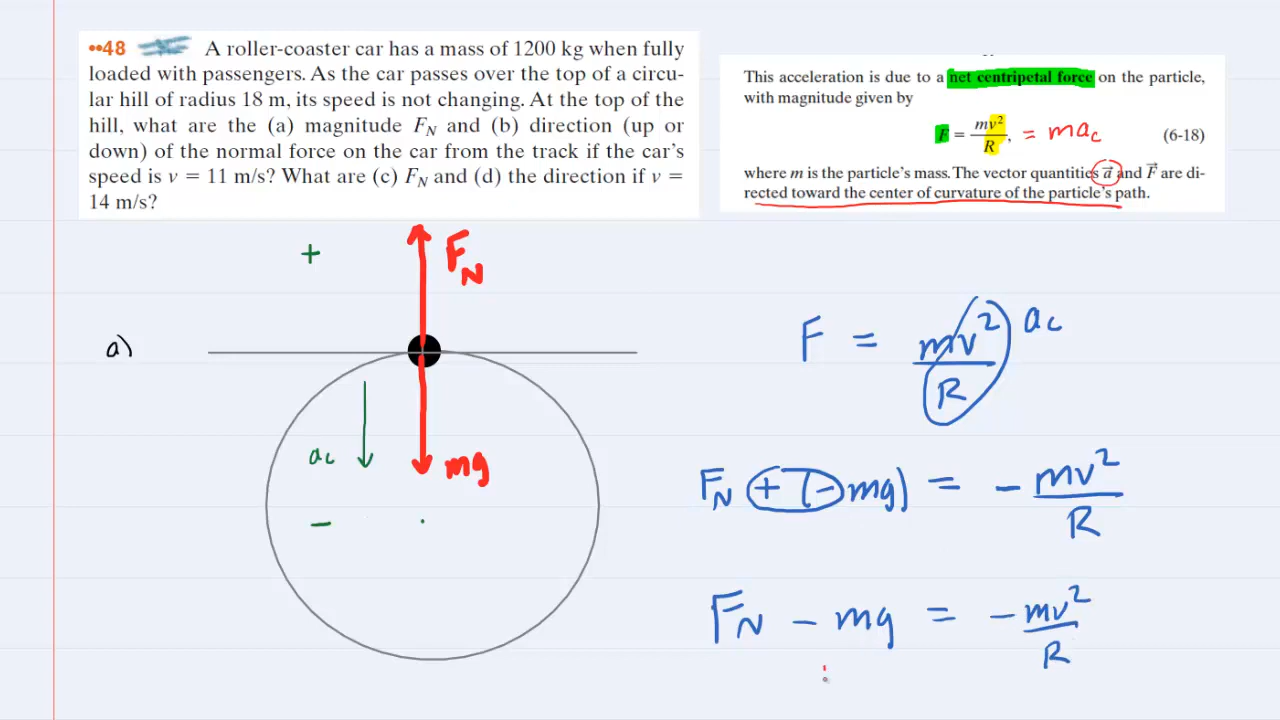 ••48 A roller-coaster car has a mass of 1200 kg when fully
loaded with passengers. As the car passes over the top of a circu-
lar hill of radius 18 m, its speed is not changing. At the top of the
hill, what are the (a) magnitude F_N and (b) direction (up or
down) of the normal force on the car from the track if the car's
speed is v = 11 m/s? What are (c) F_N and (d) the direction if v =
14 m/s?
This acceleration is due to a net centripetal force on the particle,
with magnitude given by
F = mv²/R, = mac (6-18)
where m is the particle's mass. The vector quantities a⃗ and F⃗ are di-
rected toward the center of curvature of the particle's path.
+
F_N
a)
ac
mg
−
F = mv²/R ac
F_N + (−mg) = − mv²/R
F_N − mg = − mv²/R